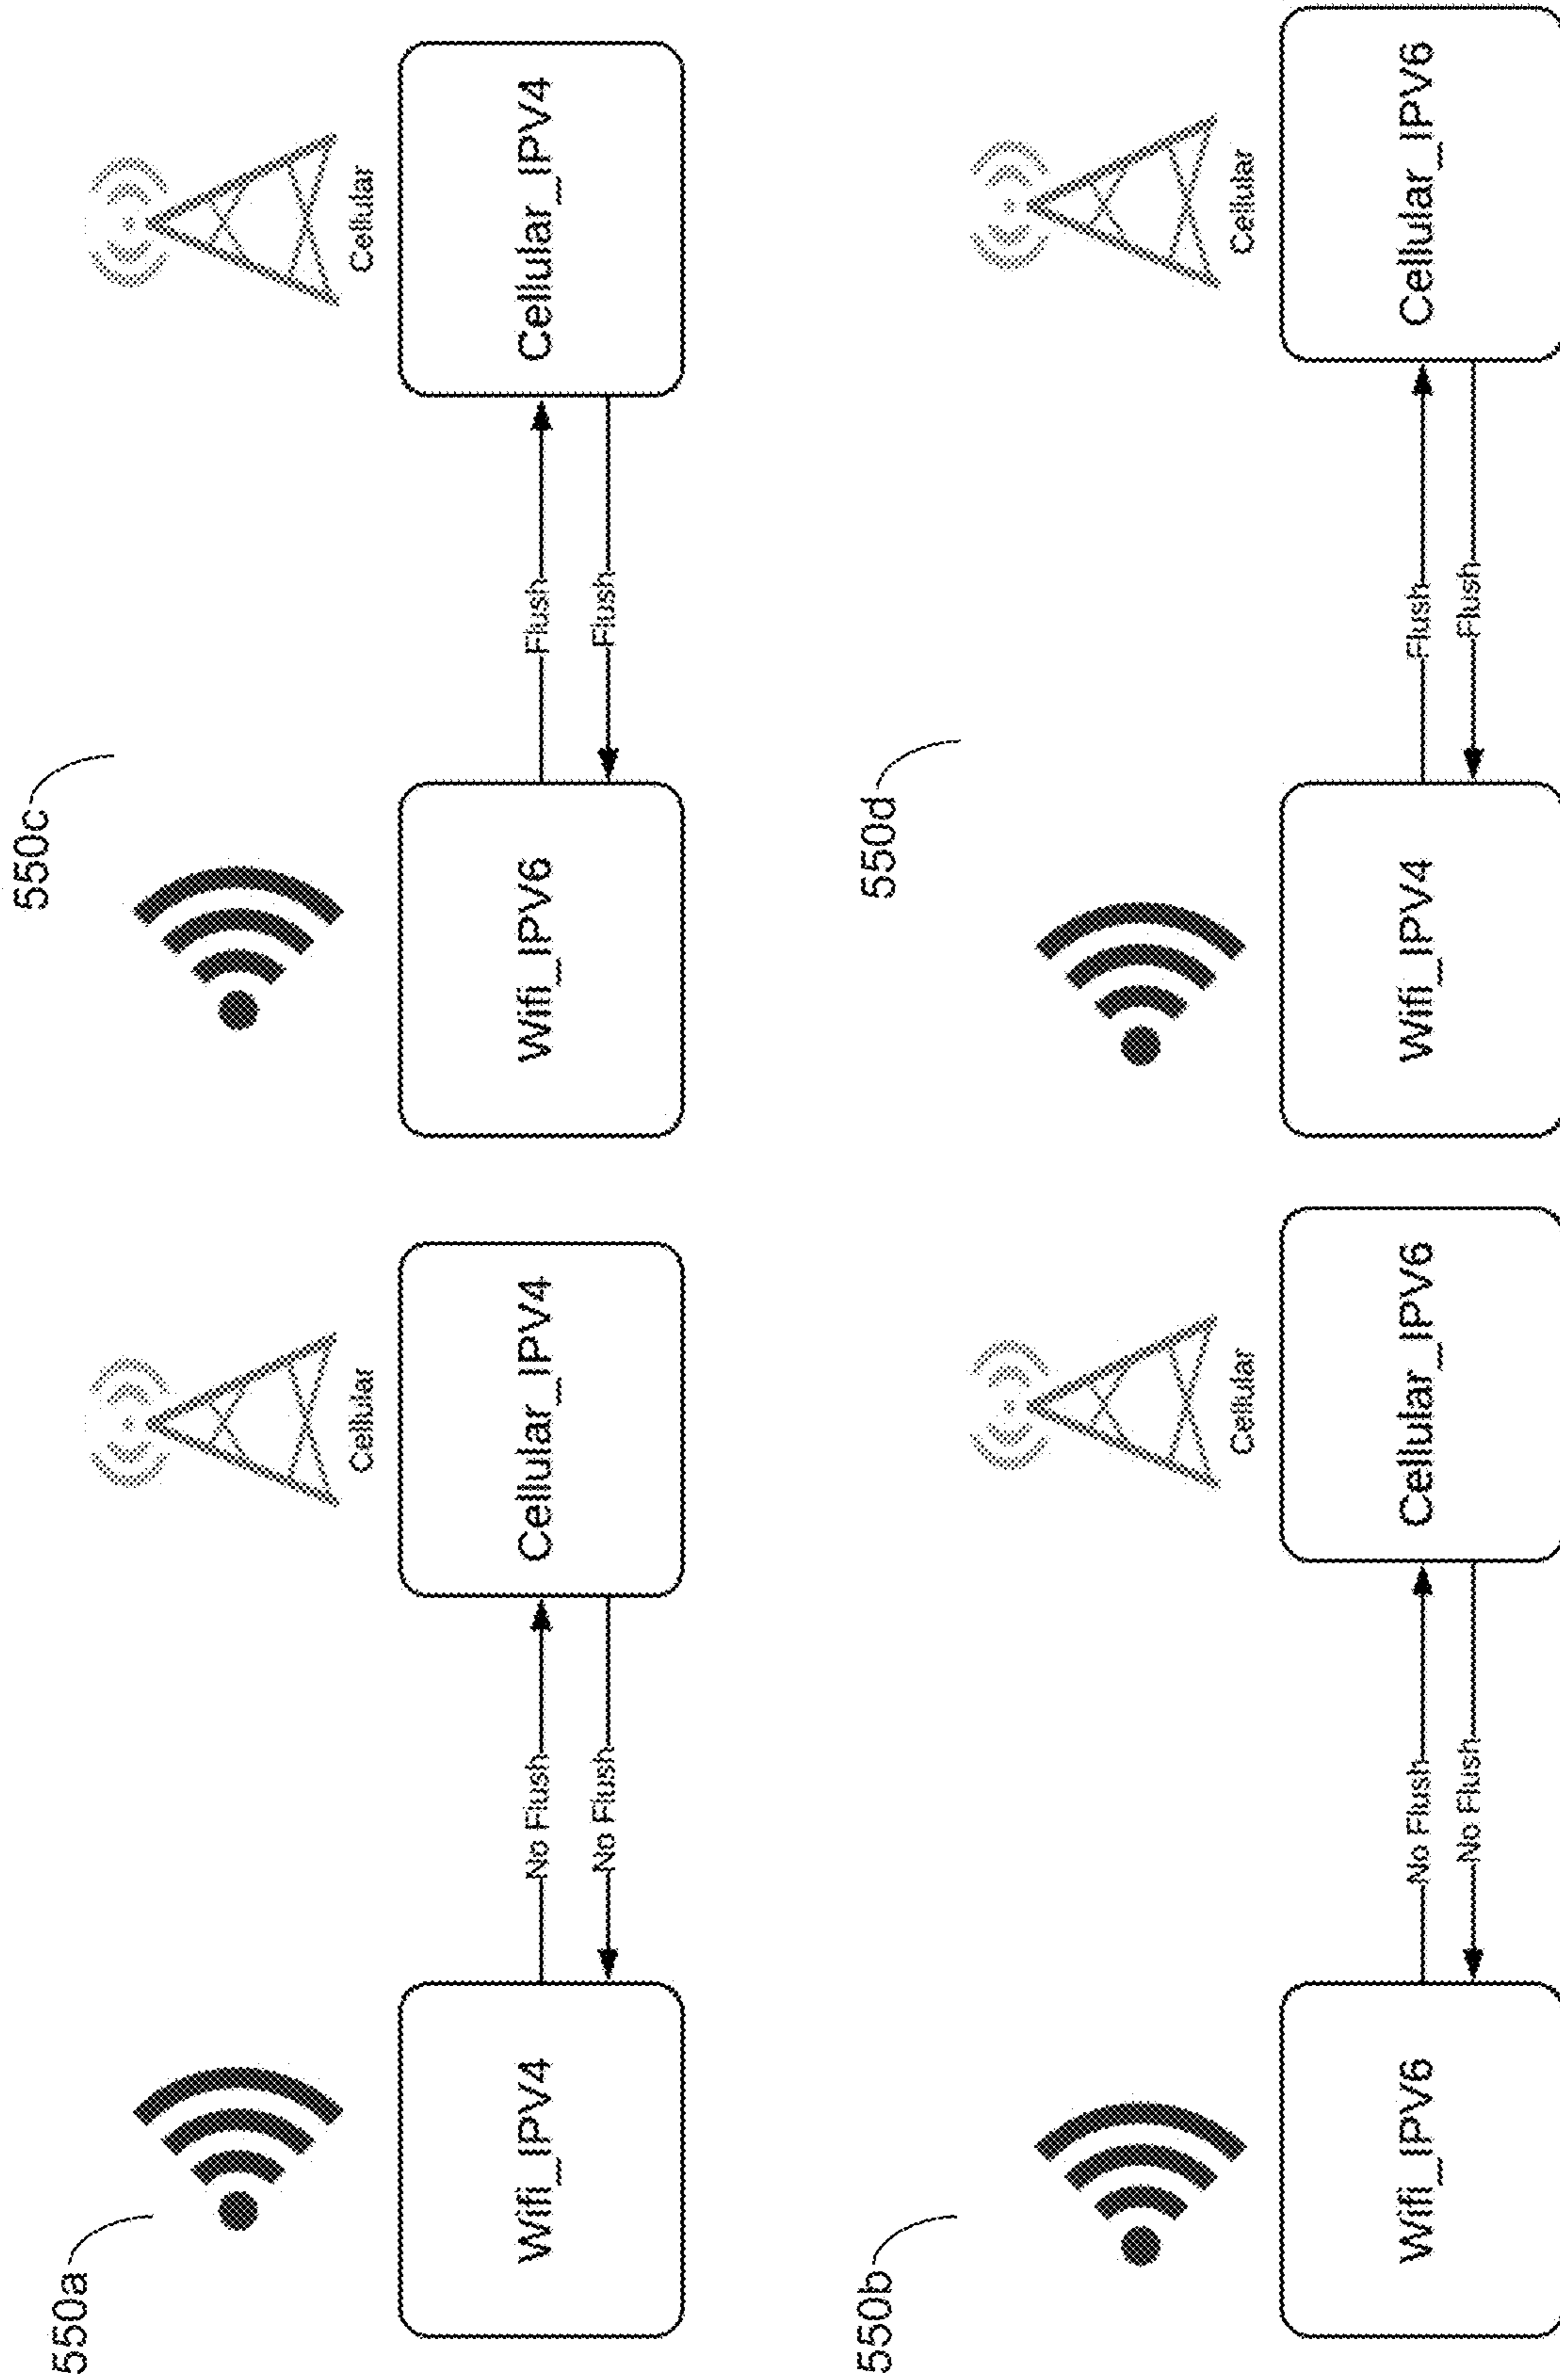 550a
Cellular
Wifi_IPV4
No Flush
No Flush
Cellular_IPV4
550c
Cellular
Wifi_IPV6
Flush
Flush
Cellular_IPV4
550b
Cellular
Wifi_IPV6
No Flush
No Flush
Cellular_IPV6
550d
Cellular
Wifi_IPV4
Flush
Flush
Cellular_IPV6